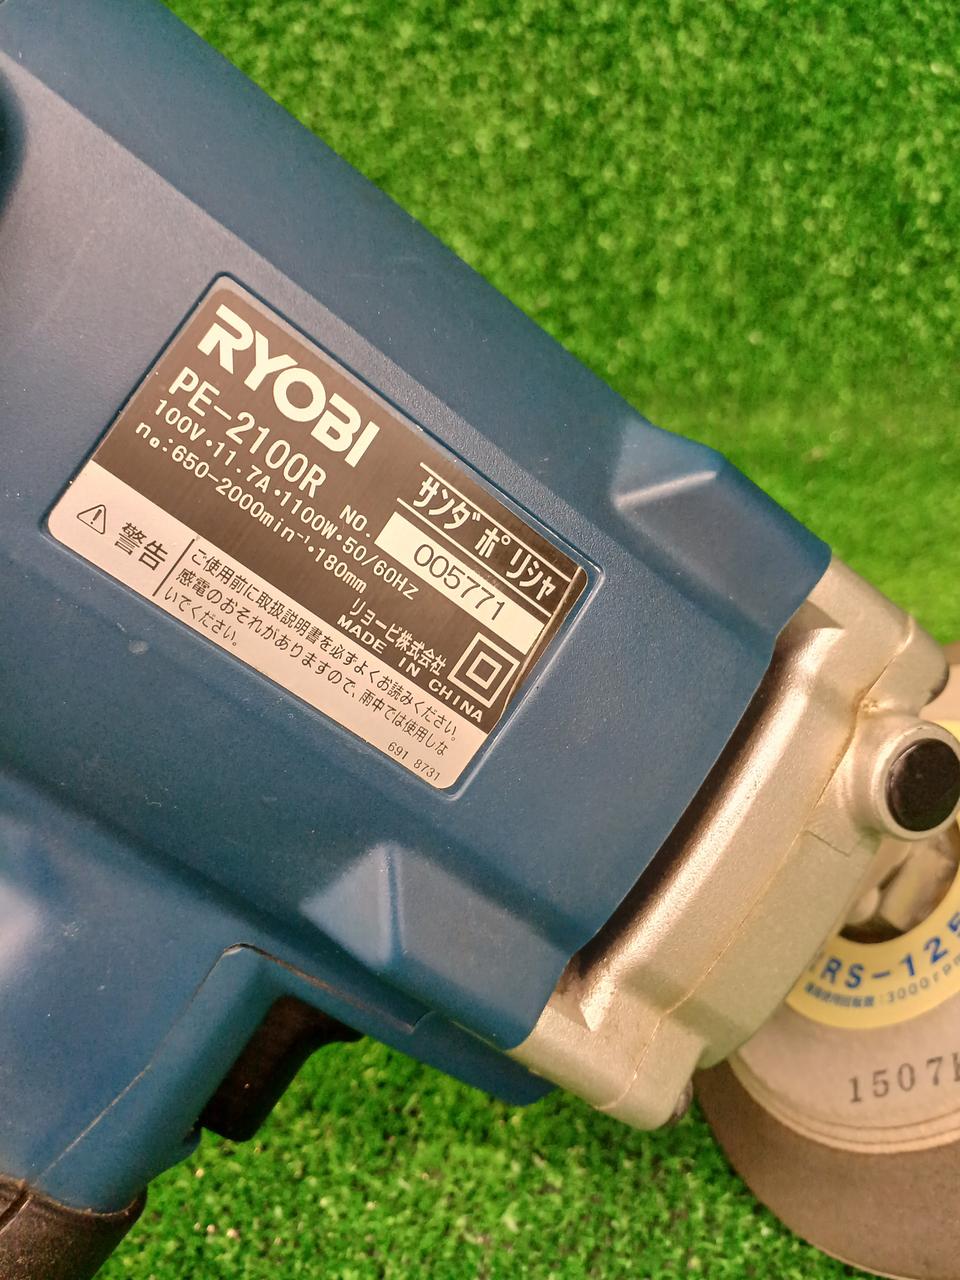 RYOBI
PE-2100R
サンダポリシャ
100V・11.7A・1100W・50/60HZ
NO. 005771
no:650-2000min⁻¹・180mm
リョービ株式会社
MADE IN CHINA
警告
ご使用前に取扱説明書を必ずよくお読みください。
感電のおそれがありますので、雨中では使用しな
いでください。
691 8731
RS-125
:3000rpm
1507